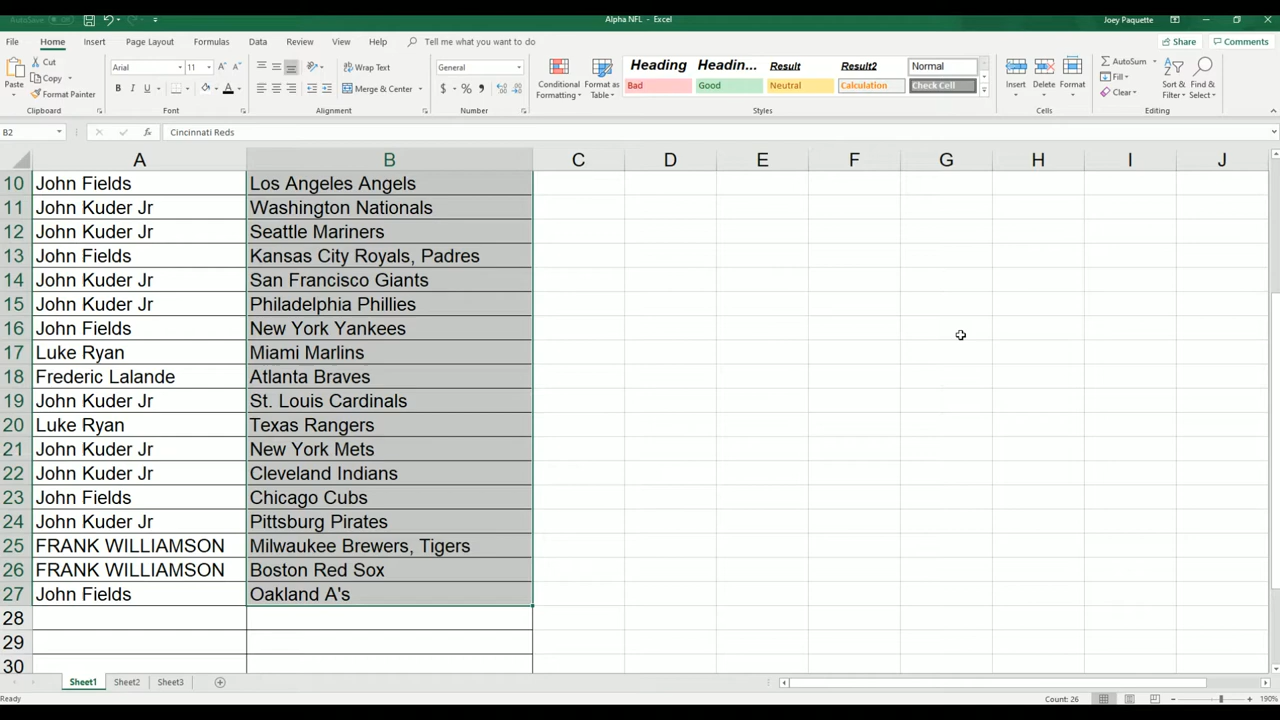 AutoSave Off
Alpha NFL - Excel
Joey Paquette
File Home Insert Page Layout Formulas Data Review View Help Tell me what you want to do
Share Comments
Paste
Cut
Copy
Format Painter
Clipboard
Arial 11
B I U
Font
Wrap Text
Merge & Center
Alignment
General
$ % ,
Number
Conditional Formatting
Format as Table
Heading Headin... Result Result2 Normal
Bad Good Neutral Calculation Check Cell
Styles
Insert Delete Format
Cells
AutoSum
Fill
Clear
Sort & Filter
Find & Select
Editing
B2 fx Cincinnati Reds
A B C D E F G H I J
10 John Fields Los Angeles Angels
11 John Kuder Jr Washington Nationals
12 John Kuder Jr Seattle Mariners
13 John Fields Kansas City Royals, Padres
14 John Kuder Jr San Francisco Giants
15 John Kuder Jr Philadelphia Phillies
16 John Fields New York Yankees
17 Luke Ryan Miami Marlins
18 Frederic Lalande Atlanta Braves
19 John Kuder Jr St. Louis Cardinals
20 Luke Ryan Texas Rangers
21 John Kuder Jr New York Mets
22 John Kuder Jr Cleveland Indians
23 John Fields Chicago Cubs
24 John Kuder Jr Pittsburg Pirates
25 FRANK WILLIAMSON Milwaukee Brewers, Tigers
26 FRANK WILLIAMSON Boston Red Sox
27 John Fields Oakland A's
28
29
30
Sheet1 Sheet2 Sheet3
Ready
Count: 26
190%